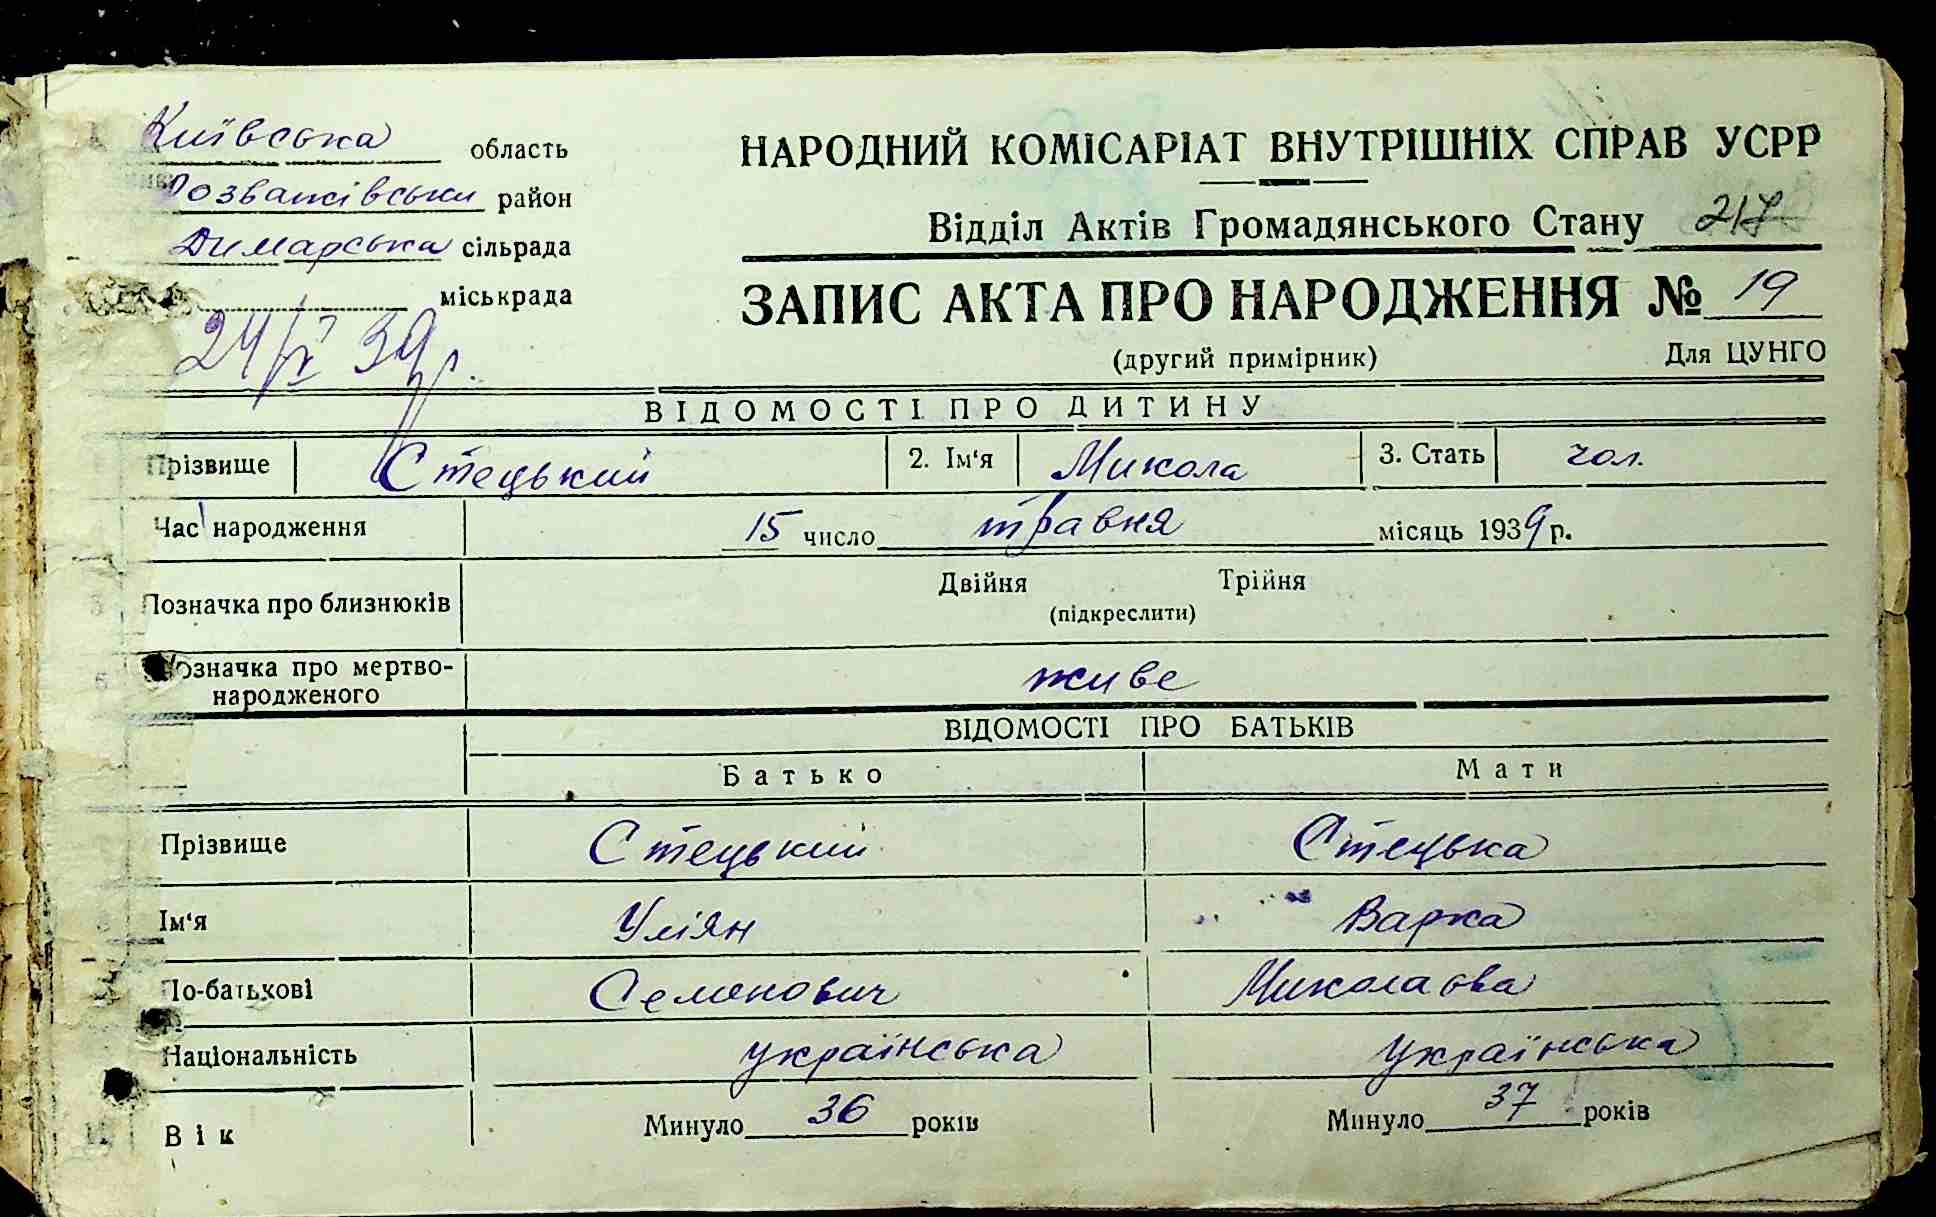 Київська область
Розважівський район
Димарська сільрада
міськрада
24/V 39 р.
НАРОДНИЙ КОМІСАРІАТ ВНУТРІШНІХ СПРАВ УСРР
Відділ Актів Громадянського Стану 217
ЗАПИС АКТА ПРО НАРОДЖЕННЯ № 19
(другий примірник) Для ЦУНГО
ВІДОМОСТІ ПРО ДИТИНУ
Прізвище Стецький 2. Ім'я Микола 3. Стать чол.
Час народження 15 число травня місяць 1939 р.
Позначка про близнюків Двійня Трійня
(підкреслити)
Позначка про мертво-
народженого живе
ВІДОМОСТІ ПРО БАТЬКІВ
Батько Мати
Прізвище Стецький Стецька
Ім'я Уліян Варка
По-батькові Семенович Миколаєва
Національність українська українська
Вік Минуло 36 років Минуло 37 років